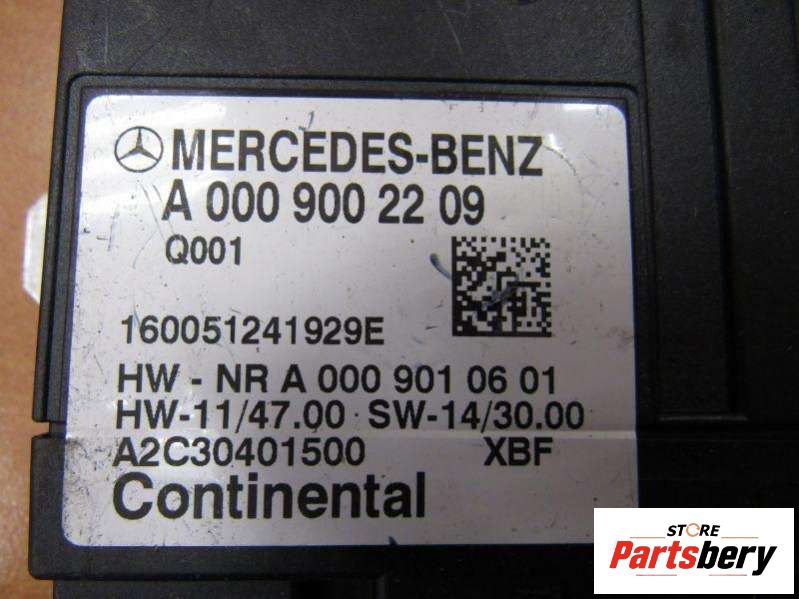 MERCEDES-BENZ
A 000 900 22 09
Q001
160051241929E
HW - NR A 000 901 06 01
HW-11/47.00 SW-14/30.00
A2C30401500 XBF
Continental
STORE
Partsbery